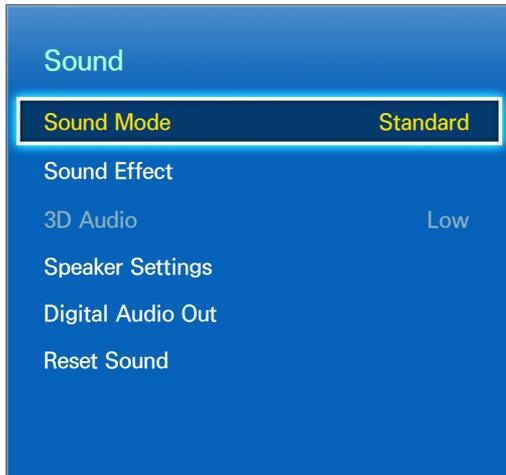 Sound
Sound Mode Standard
Sound Effect
3D Audio Low
Speaker Settings
Digital Audio Out
Reset Sound